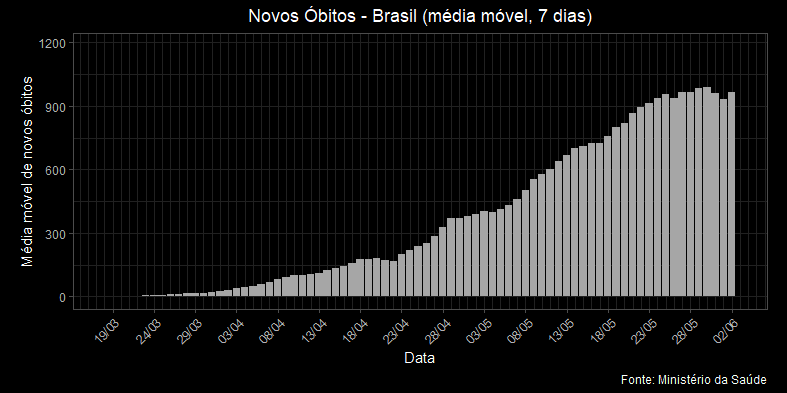 Novos Óbitos - Brasil (média móvel, 7 dias)
Média móvel de novos óbitos
1200
900
600
300
0
19/03 24/03 29/03 03/04 08/04 13/04 18/04 23/04 28/04 03/05 08/05 13/05 18/05 23/05 28/05 02/06
Data
Fonte: Ministério da Saúde